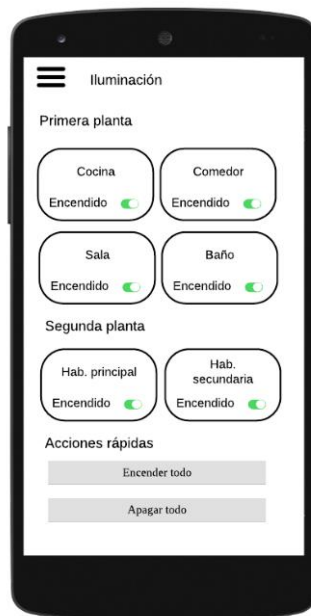 Iluminación
Primera planta
Cocina
Encendido
Comedor
Encendido
Sala
Encendido
Baño
Encendido
Segunda planta
Hab. principal
Encendido
Hab.
secundaria
Encendido
Acciones rápidas
Encender todo
Apagar todo